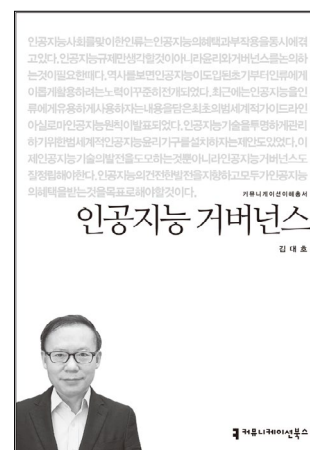 인공지능사회를맞이한인류는인공지능의혜택과부작용을동시에겪
고있다. 인공지능규제만생각할것이아니라윤리와거버넌스를논의하
는것이필요한때다. 역사를보면인공지능이도입된초기부터인류에게
이롭게활용하려는노력이꾸준히전개되었다. 최근에는인공지능을인
류에게유용하게사용하자는내용을담은최초의범세계적가이드라인
아실로마인공지능원칙이발표되었다. 인공지능기술을투명하게관리
하기위한범세계적인공지능윤리기구를설치하자는제안도있었다. 이
제인공지능기술의발전을도모하는것뿐아니라인공지능거버넌스도
잘정립해야한다. 인공지능의건전한발전을지향하고모두가인공지능
의혜택을받는것을목표로해야할것이다.
커뮤니케이션이해총서
인공지능 거버넌스
김대호
커뮤니케이션북스